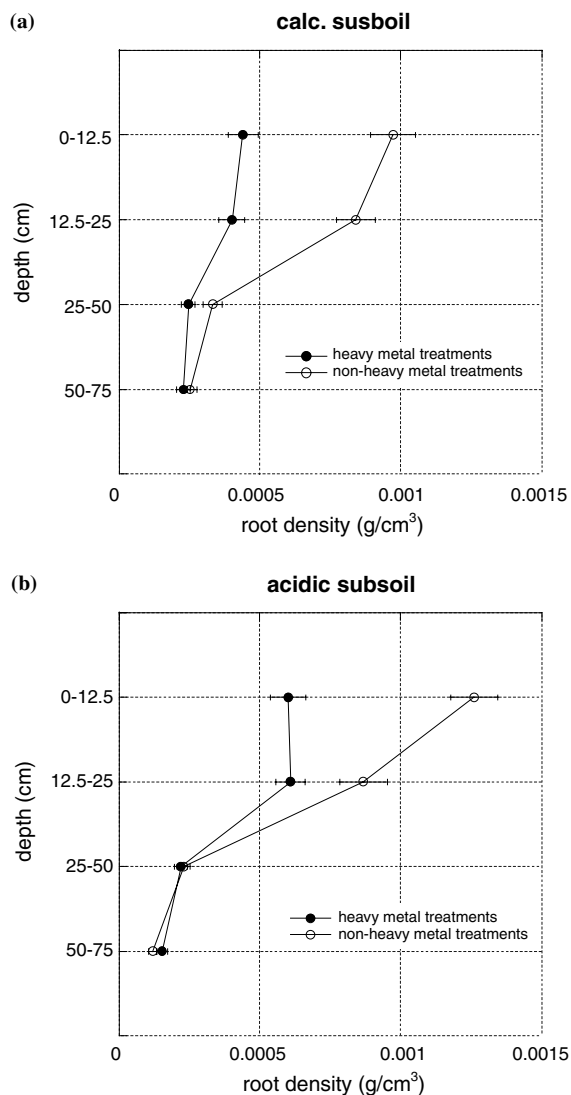 (a)
calc. susboil
depth (cm)
0-12.5
12.5-25
25-50
50-75
heavy metal treatments
non-heavy metal treatments
0 0.0005 0.001 0.0015
root density (g/cm³)
(b)
acidic subsoil
depth (cm)
0-12.5
12.5-25
25-50
50-75
heavy metal treatments
non-heavy metal treatments
0 0.0005 0.001 0.0015
root density (g/cm³)